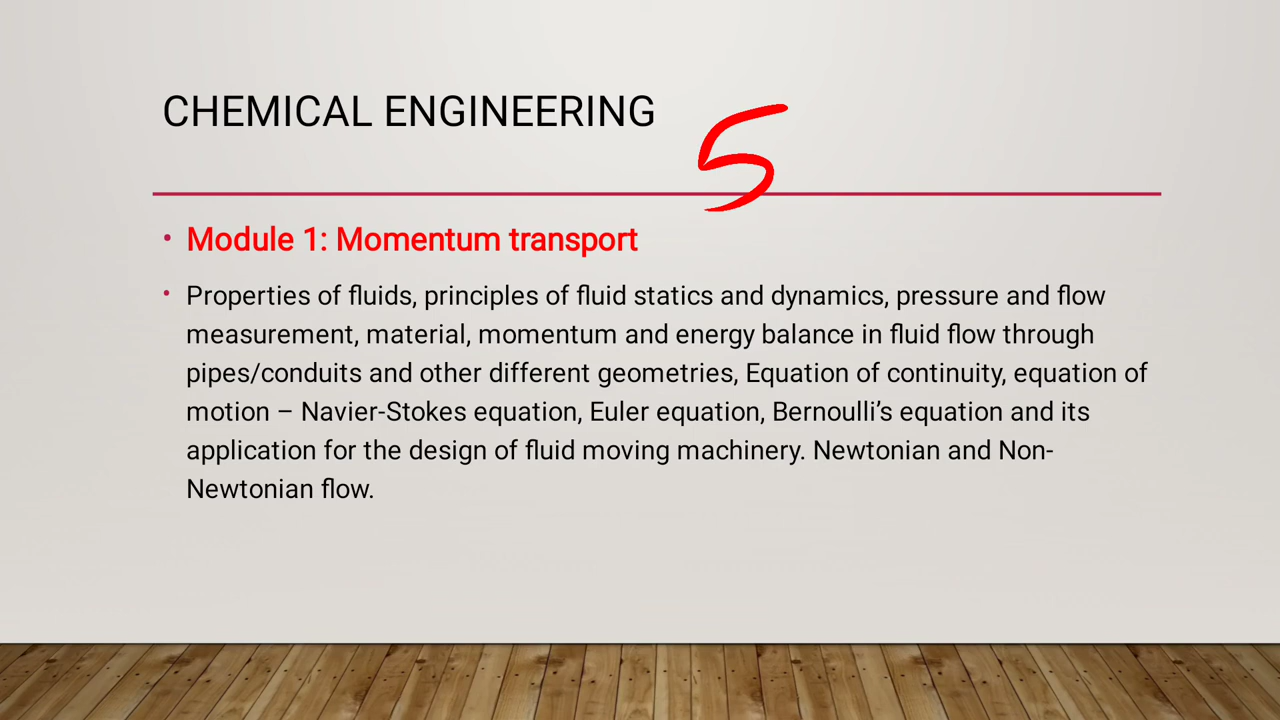 CHEMICAL ENGINEERING
5
• Module 1: Momentum transport
• Properties of fluids, principles of fluid statics and dynamics, pressure and flow
measurement, material, momentum and energy balance in fluid flow through
pipes/conduits and other different geometries, Equation of continuity, equation of
motion – Navier-Stokes equation, Euler equation, Bernoulli’s equation and its
application for the design of fluid moving machinery. Newtonian and Non-
Newtonian flow.